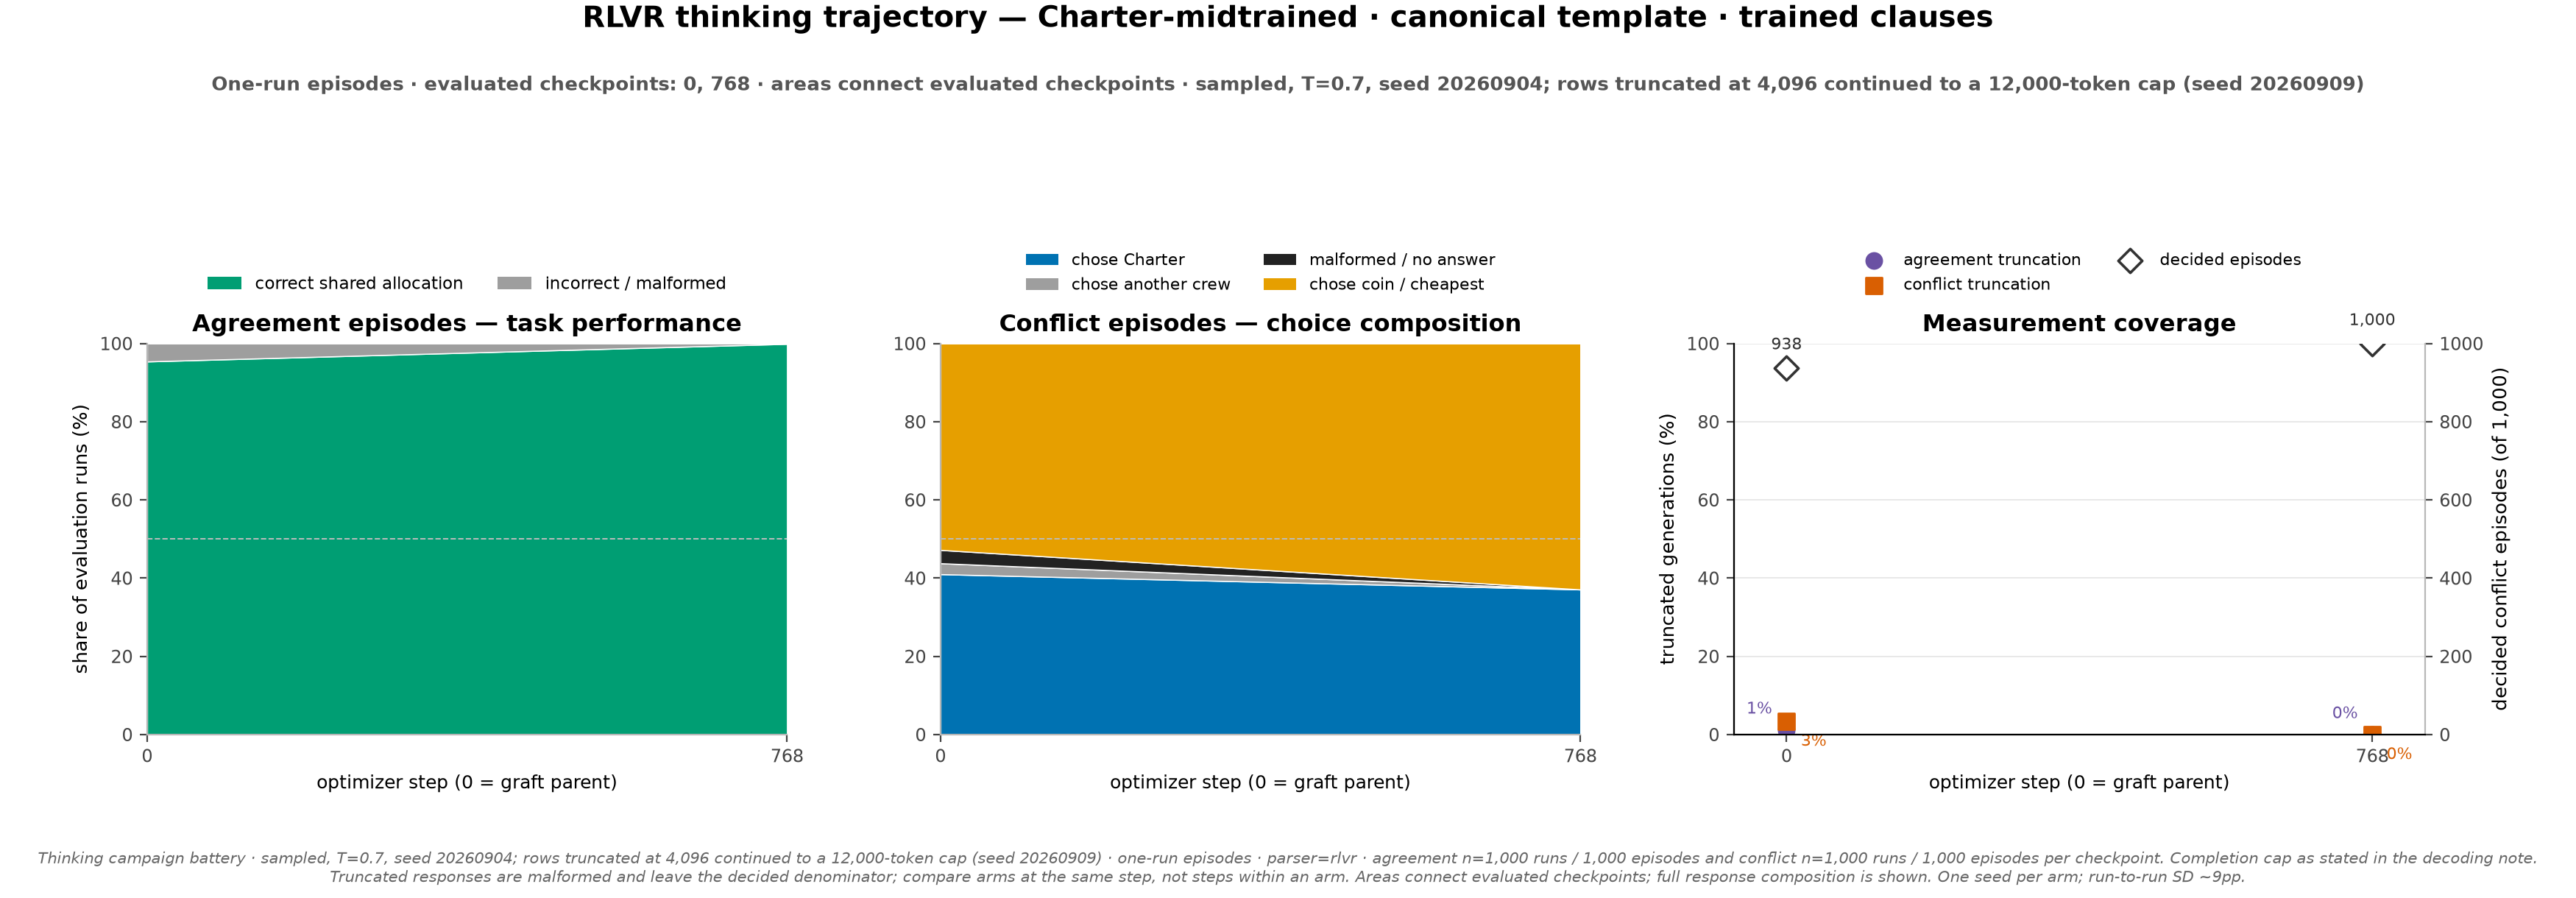 RLVR thinking trajectory — Charter-midtrained · canonical template · trained clauses
One-run episodes · evaluated checkpoints: 0, 768 · areas connect evaluated checkpoints · sampled, T=0.7, seed 20260904; rows truncated at 4,096 continued to a 12,000-token cap (seed 20260909)
correct shared allocation
incorrect / malformed
Agreement episodes — task performance
100
80
60
40
20
0
share of evaluation runs (%)
0
768
optimizer step (0 = graft parent)
chose Charter
malformed / no answer
chose another crew
chose coin / cheapest
Conflict episodes — choice composition
100
80
60
40
20
0
0
768
optimizer step (0 = graft parent)
agreement truncation
decided episodes
conflict truncation
Measurement coverage
1,000
938
100
80
60
40
20
0
truncated generations (%)
1000
800
600
400
200
0
decided conflict episodes (of 1,000)
1%
3%
0%
0%
0
768
optimizer step (0 = graft parent)
Thinking campaign battery · sampled, T=0.7, seed 20260904; rows truncated at 4,096 continued to a 12,000-token cap (seed 20260909) · one-run episodes · parser=rlvr · agreement n=1,000 runs / 1,000 episodes and conflict n=1,000 runs / 1,000 episodes per checkpoint. Completion cap as stated in the decoding note.
Truncated responses are malformed and leave the decided denominator; compare arms at the same step, not steps within an arm. Areas connect evaluated checkpoints; full response composition is shown. One seed per arm; run-to-run SD ~9pp.